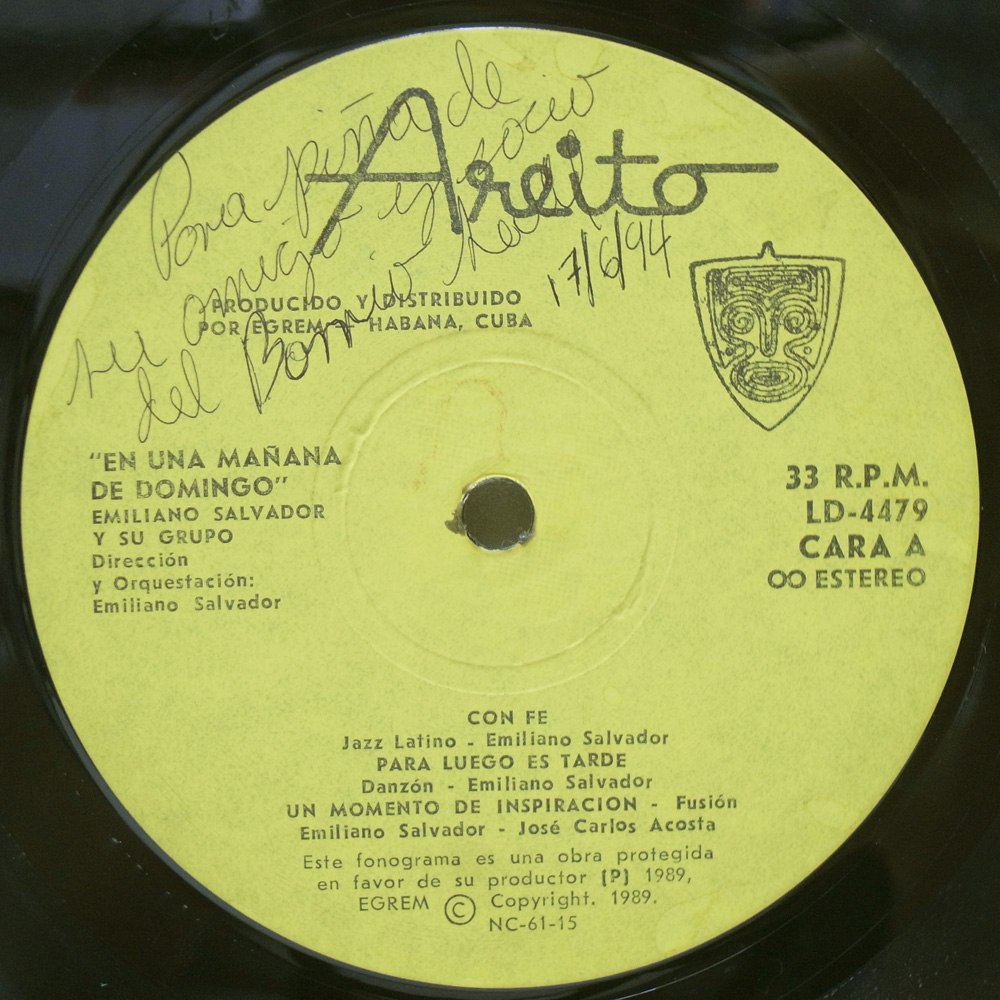 Para piña de
su amigo y socio
del Barrio
17/6/94
Areito
PRODUCIDO Y DISTRIBUIDO
POR EGREM HABANA, CUBA
"EN UNA MAÑANA
DE DOMINGO"
EMILIANO SALVADOR
Y SU GRUPO
Dirección
y Orquestación:
Emiliano Salvador
33 R.P.M.
LD-4479
CARA A
OO ESTEREO
CON FE
Jazz Latino - Emiliano Salvador
PARA LUEGO ES TARDE
Danzón - Emiliano Salvador
UN MOMENTO DE INSPIRACION - Fusión
Emiliano Salvador - José Carlos Acosta
Este fonograma es una obra protegida
en favor de su productor (P) 1989,
EGREM © Copyright. 1989.
NC-61-15